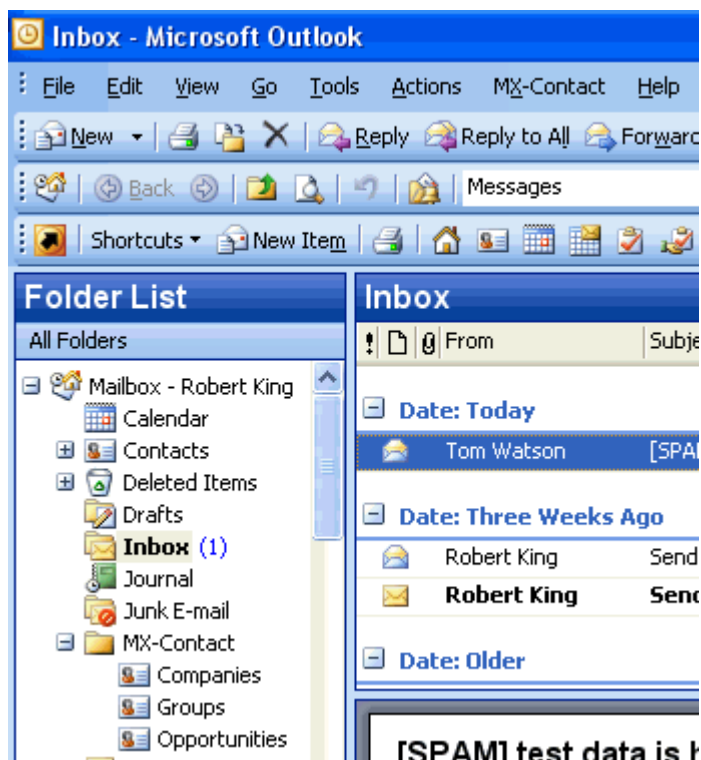 Inbox - Microsoft Outlook
File Edit View Go Tools Actions MX-Contact Help
New Reply Reply to All Forward
Back Messages
Shortcuts New Item
Folder List Inbox
All Folders From Subje
Mailbox - Robert King
Calendar Date: Today
Contacts Tom Watson [SPA
Deleted Items
Drafts Date: Three Weeks Ago
Inbox (1)
Robert King Send
Journal
Junk E-mail Robert King Send
MX-Contact
Companies Date: Older
Groups
Opportunities [SPAM] test data is h